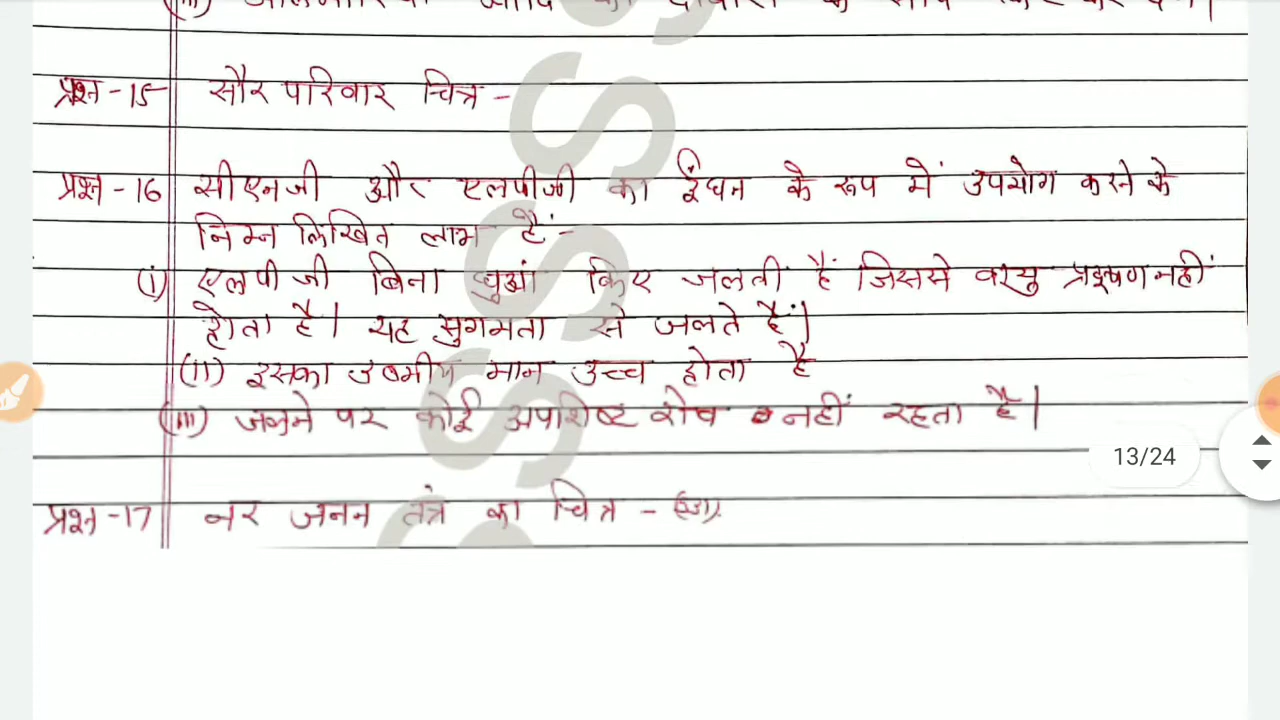 प्रश्न -15 सौर परिवार चित्र -
प्रश्न -16 सीएनजी और एलपीजी का ईंधन के रूप में उपयोग करने के
निम्न लिखित लाभ हैं:-
(i) एलपी जी बिना धुआं किए जलती हैं जिससे वायु प्रदूषण नहीं
होता है। यह सुगमता से जलते हैं।
(ii) इसका उष्मीय मान उच्च होता है
(iii) जलने पर कोई अपशिष्ट शेष नहीं रहता है।
13/24
प्रश्न -17 नर जनन तंत्र का चित्र -